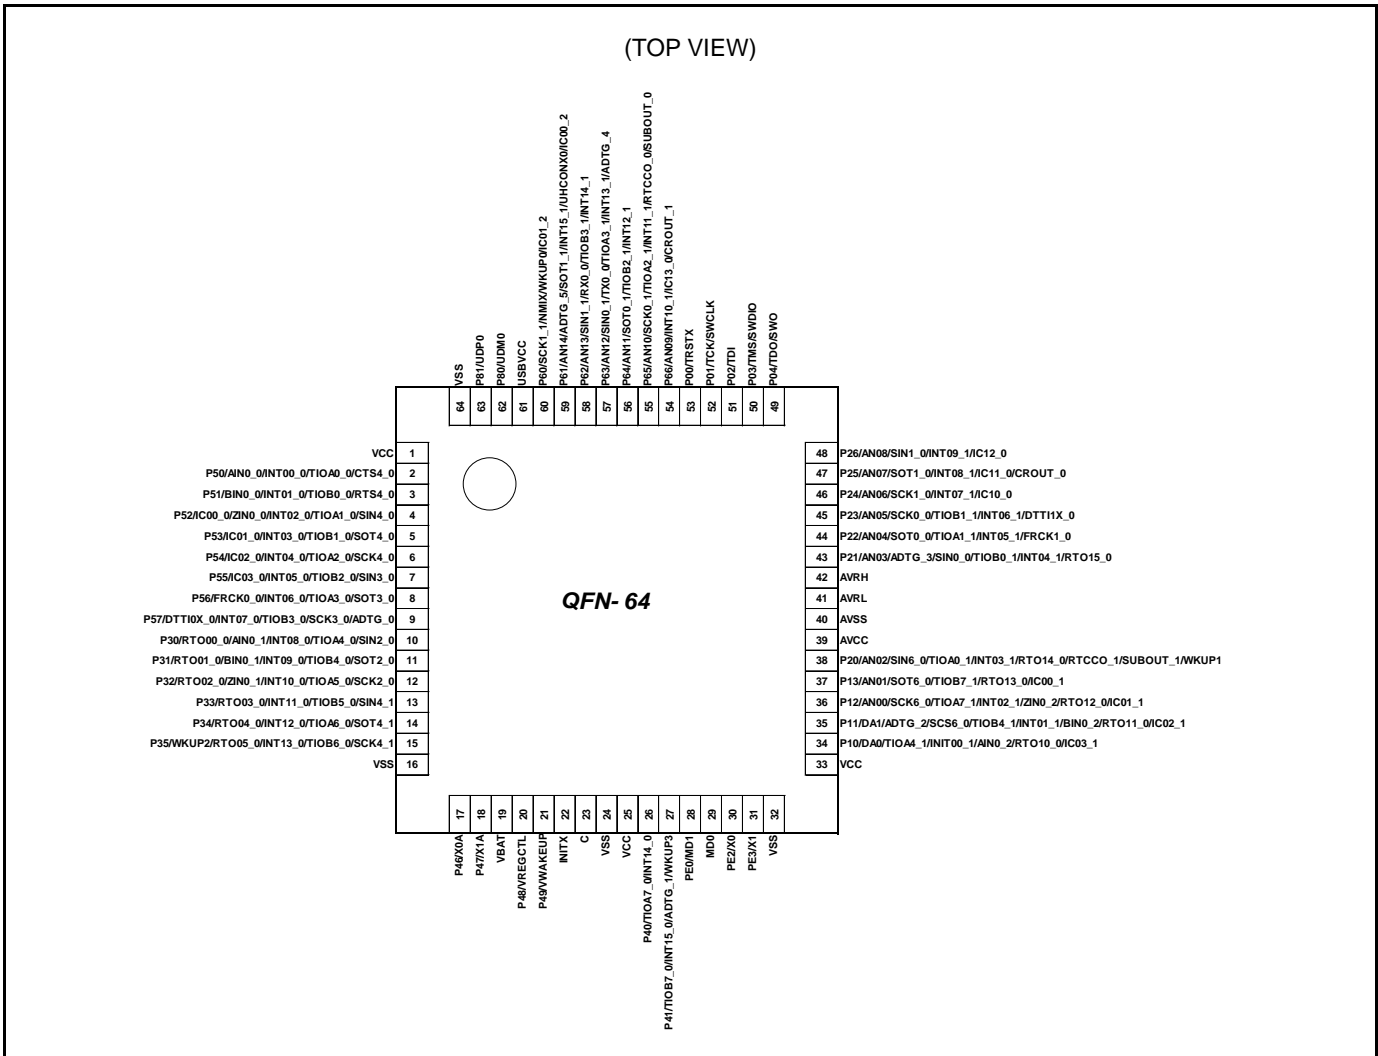 (TOP VIEW)
VSS
P81/UDP0
P80/UDM0
USBVCC
P60/SCK1_1/NMIX/WKUP0/IC01_2
P61/AN14/ADTG_5/SOT1_1/INT15_1/UHCONX0/IC00_2
P62/AN13/SIN1_1/RX0_0/TIOB3_1/INT14_1
P63/AN12/SIN0_1/TX0_0/TIOA3_1/INT13_1/ADTG_4
P64/AN11/SOT0_1/TIOB2_1/INT12_1
P65/AN10/SCK0_1/TIOA2_1/INT11_1/RTCCO_0/SUBOUT_0
P66/AN09/INT10_1/IC13_0/CROUT_1
P00/TRSTX
P01/TCK/SWCLK
P02/TDI
P03/TMS/SWDIO
P04/TDO/SWO
64 63 62 61 60 59 58 57 56 55 54 53 52 51 50 49
VCC 1
P50/AIN0_0/INT00_0/TIOA0_0/CTS4_0 2
P51/BIN0_0/INT01_0/TIOB0_0/RTS4_0 3
P52/IC00_0/ZIN0_0/INT02_0/TIOA1_0/SIN4_0 4
P53/IC01_0/INT03_0/TIOB1_0/SOT4_0 5
P54/IC02_0/INT04_0/TIOA2_0/SCK4_0 6
P55/IC03_0/INT05_0/TIOB2_0/SIN3_0 7
P56/FRCK0_0/INT06_0/TIOA3_0/SOT3_0 8
P57/DTTI0X_0/INT07_0/TIOB3_0/SCK3_0/ADTG_0 9
P30/RTO00_0/AIN0_1/INT08_0/TIOA4_0/SIN2_0 10
P31/RTO01_0/BIN0_1/INT09_0/TIOB4_0/SOT2_0 11
P32/RTO02_0/ZIN0_1/INT10_0/TIOA5_0/SCK2_0 12
P33/RTO03_0/INT11_0/TIOB5_0/SIN4_1 13
P34/RTO04_0/INT12_0/TIOA6_0/SOT4_1 14
P35/WKUP2/RTO05_0/INT13_0/TIOB6_0/SCK4_1 15
VSS 16
QFN- 64
48 P26/AN08/SIN1_0/INT09_1/IC12_0
47 P25/AN07/SOT1_0/INT08_1/IC11_0/CROUT_0
46 P24/AN06/SCK1_0/INT07_1/IC10_0
45 P23/AN05/SCK0_0/TIOB1_1/INT06_1/DTTI1X_0
44 P22/AN04/SOT0_0/TIOA1_1/INT05_1/FRCK1_0
43 P21/AN03/ADTG_3/SIN0_0/TIOB0_1/INT04_1/RTO15_0
42 AVRH
41 AVRL
40 AVSS
39 AVCC
38 P20/AN02/SIN6_0/TIOA0_1/INT03_1/RTO14_0/RTCCO_1/SUBOUT_1/WKUP1
37 P13/AN01/SOT6_0/TIOB7_1/RTO13_0/IC00_1
36 P12/AN00/SCK6_0/TIOA7_1/INT02_1/ZIN0_2/RTO12_0/IC01_1
35 P11/DA1/ADTG_2/SCS6_0/TIOB4_1/INT01_1/BIN0_2/RTO11_0/IC02_1
34 P10/DA0/TIOA4_1/INIT00_1/AIN0_2/RTO10_0/IC03_1
33 VCC
17 18 19 20 21 22 23 24 25 26 27 28 29 30 31 32
P46/X0A
P47/X1A
VBAT
P48/VREGCTL
P49/VWAKEUP
INITX
C
VSS
VCC
P40/TIOA7_0/INT14_0
P41/TIOB7_0/INT15_0/ADTG_1/WKUP3
PE0/MD1
MD0
PE2/X0
PE3/X1
VSS